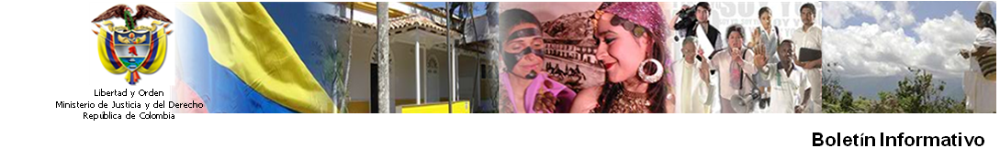 Libertad y Orden
Ministerio de Justicia y del Derecho
República de Colombia
Boletín Informativo